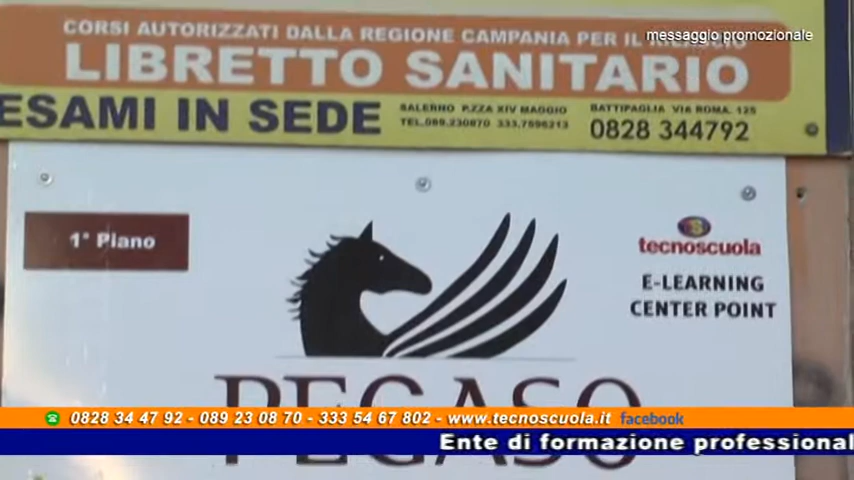 messaggio promozionale
CORSI AUTORIZZATI DALLA REGIONE CAMPANIA PER IL RILASCIO
LIBRETTO SANITARIO
ESAMI IN SEDE
SALERNO P.ZZA XIV MAGGIO
TEL.089.230870 333.7696213
BATTIPAGLIA VIA ROMA, 125
0828 344792
1° Piano
tecnoscuola
E-LEARNING
CENTER POINT
PEGASO
0828 34 47 92 - 089 23 08 70 - 333 54 67 802 - www.tecnoscuola.it facebook
Ente di formazione professional